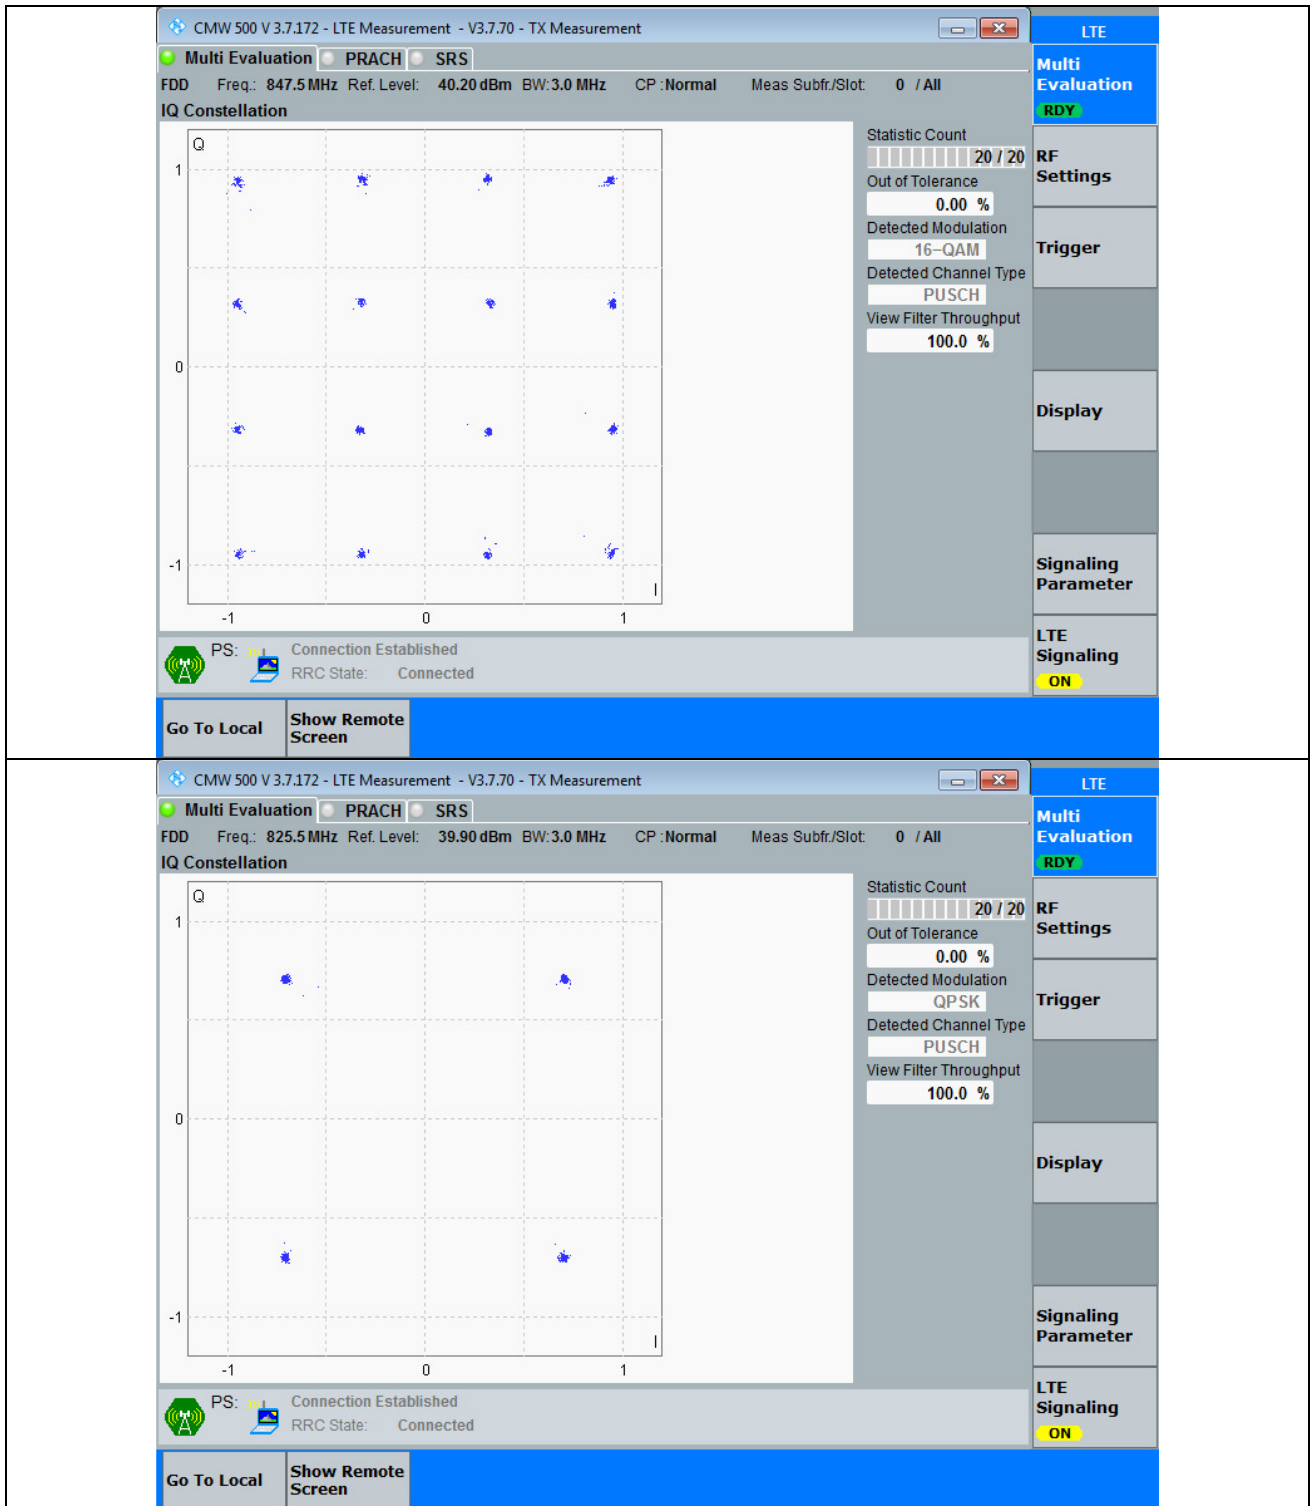 CMW 500 V 3.7.172 - LTE Measurement - V3.7.70 - TX Measurement
LTE
Multi Evaluation PRACH SRS
FDD Freq.: 847.5 MHz Ref. Level: 40.20 dBm BW: 3.0 MHz CP : Normal Meas Subfr./Slot: 0 / All
IQ Constellation
Multi
Evaluation
RDY
Q
1
0
-1
-1 0 1
I
Statistic Count
20 / 20
Out of Tolerance
0.00 %
Detected Modulation
16-QAM
Detected Channel Type
PUSCH
View Filter Throughput
100.0 %
RF
Settings
Trigger
Display
Signaling
Parameter
LTE
Signaling
ON
PS: Connection Established
RRC State: Connected
Go To Local
Show Remote
Screen
CMW 500 V 3.7.172 - LTE Measurement - V3.7.70 - TX Measurement
LTE
Multi Evaluation PRACH SRS
FDD Freq.: 825.5 MHz Ref. Level: 39.90 dBm BW: 3.0 MHz CP : Normal Meas Subfr./Slot: 0 / All
IQ Constellation
Multi
Evaluation
RDY
Q
1
0
-1
-1 0 1
I
Statistic Count
20 / 20
Out of Tolerance
0.00 %
Detected Modulation
QPSK
Detected Channel Type
PUSCH
View Filter Throughput
100.0 %
RF
Settings
Trigger
Display
Signaling
Parameter
LTE
Signaling
ON
PS: Connection Established
RRC State: Connected
Go To Local
Show Remote
Screen